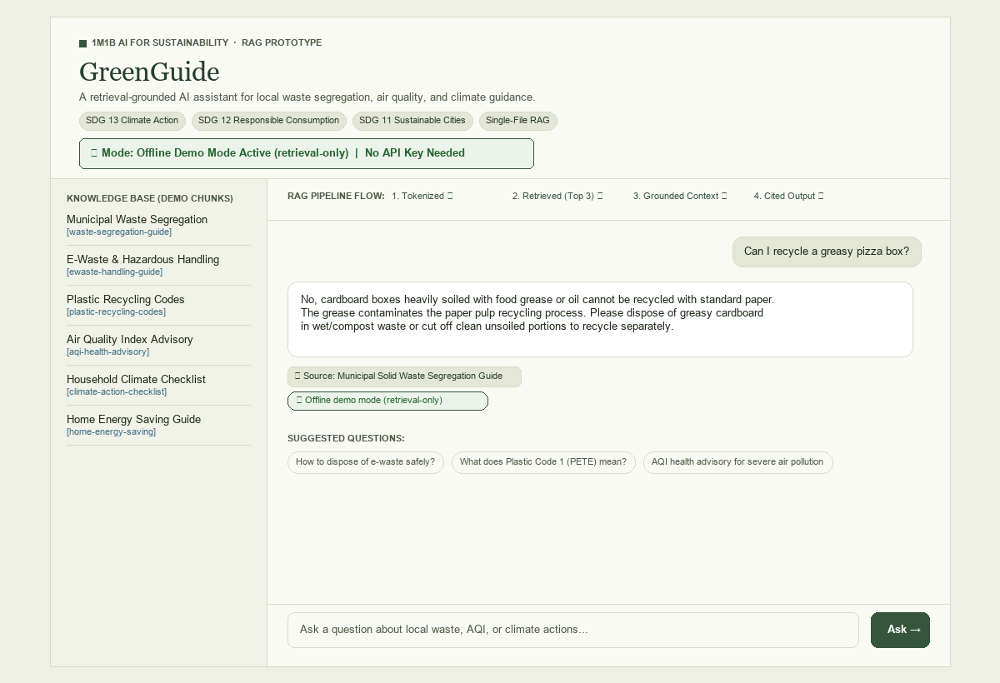 1M1B AI FOR SUSTAINABILITY · RAG PROTOTYPE
GreenGuide
A retrieval-grounded AI assistant for local waste segregation, air quality, and climate guidance.
SDG 13 Climate Action
SDG 12 Responsible Consumption
SDG 11 Sustainable Cities
Single-File RAG
Mode: Offline Demo Mode Active (retrieval-only) | No API Key Needed
KNOWLEDGE BASE (DEMO CHUNKS)
Municipal Waste Segregation
[waste-segregation-guide]
E-Waste & Hazardous Handling
[ewaste-handling-guide]
Plastic Recycling Codes
[plastic-recycling-codes]
Air Quality Index Advisory
[aqi-health-advisory]
Household Climate Checklist
[climate-action-checklist]
Home Energy Saving Guide
[home-energy-saving]
RAG PIPELINE FLOW: 1. Tokenized 2. Retrieved (Top 3) 3. Grounded Context 4. Cited Output
Can I recycle a greasy pizza box?
No, cardboard boxes heavily soiled with food grease or oil cannot be recycled with standard paper.
The grease contaminates the paper pulp recycling process. Please dispose of greasy cardboard
in wet/compost waste or cut off clean unsoiled portions to recycle separately.
Source: Municipal Solid Waste Segregation Guide
Offline demo mode (retrieval-only)
SUGGESTED QUESTIONS:
How to dispose of e-waste safely?
What does Plastic Code 1 (PETE) mean?
AQI health advisory for severe air pollution
Ask a question about local waste, AQI, or climate actions...
Ask →